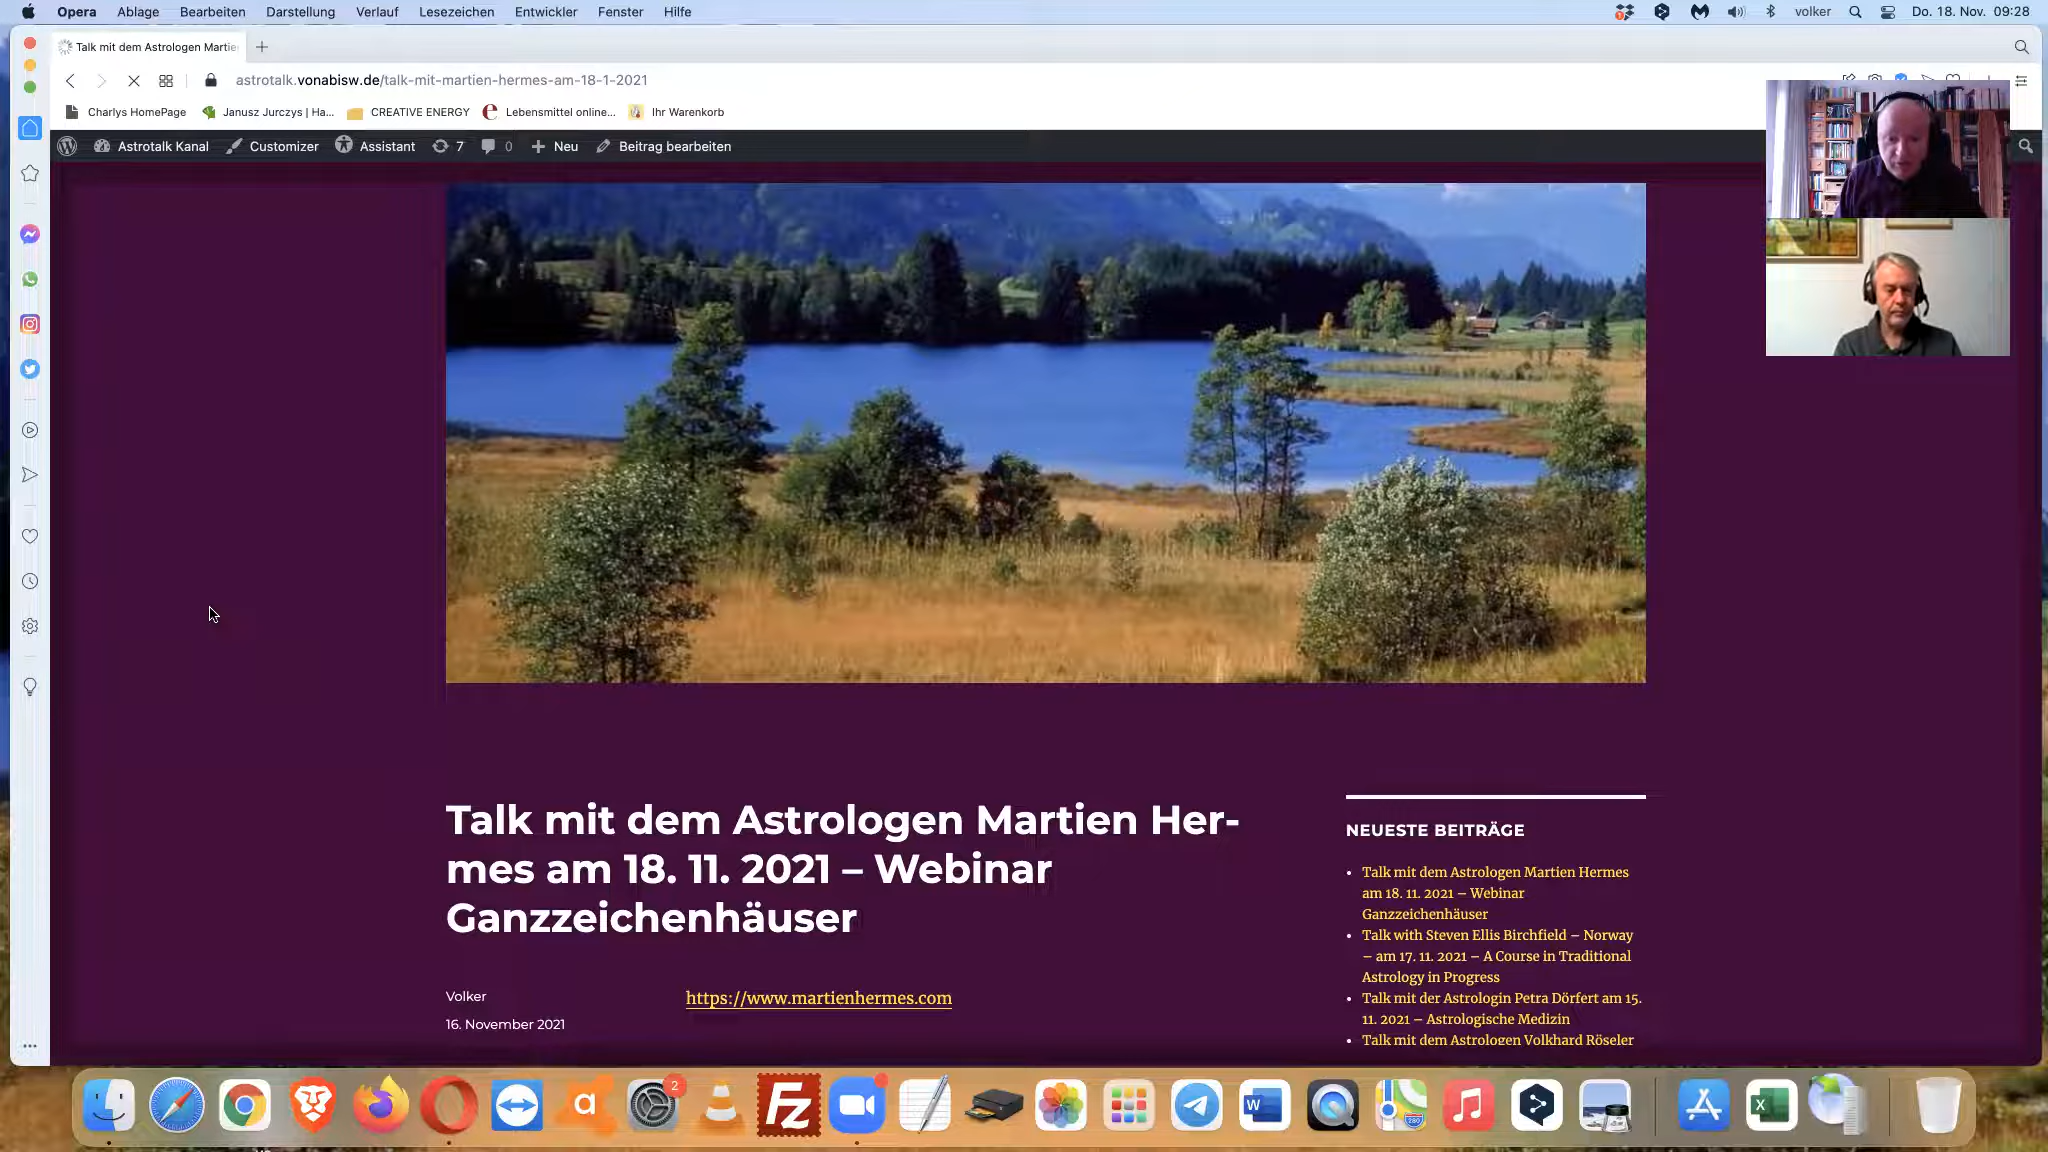 Opera Ablage Bearbeiten Darstellung Verlauf Lesezeichen Entwickler Fenster Hilfe volker Do. 18. Nov. 09:28
Talk mit dem Astrologen Martie
astrotalk.vonabisw.de/talk-mit-martien-hermes-am-18-1-2021
Charlys HomePage Janusz Jurczys | Ha... CREATIVE ENERGY Lebensmittel online... Ihr Warenkorb
Astrotalk Kanal Customizer Assistant 7 0 Neu Beitrag bearbeiten
Talk mit dem Astrologen Martien Her-
mes am 18. 11. 2021 – Webinar
Ganzzeichenhäuser
Volker
16. November 2021
https://www.martienhermes.com
NEUESTE BEITRÄGE
Talk mit dem Astrologen Martien Hermes
am 18. 11. 2021 – Webinar
Ganzzeichenhäuser
Talk with Steven Ellis Birchfield – Norway
– am 17. 11. 2021 – A Course in Traditional
Astrology in Progress
Talk mit der Astrologin Petra Dörfert am 15.
11. 2021 – Astrologische Medizin
Talk mit dem Astrologen Volkhard Röseler
2
a
Fz
W
280
X